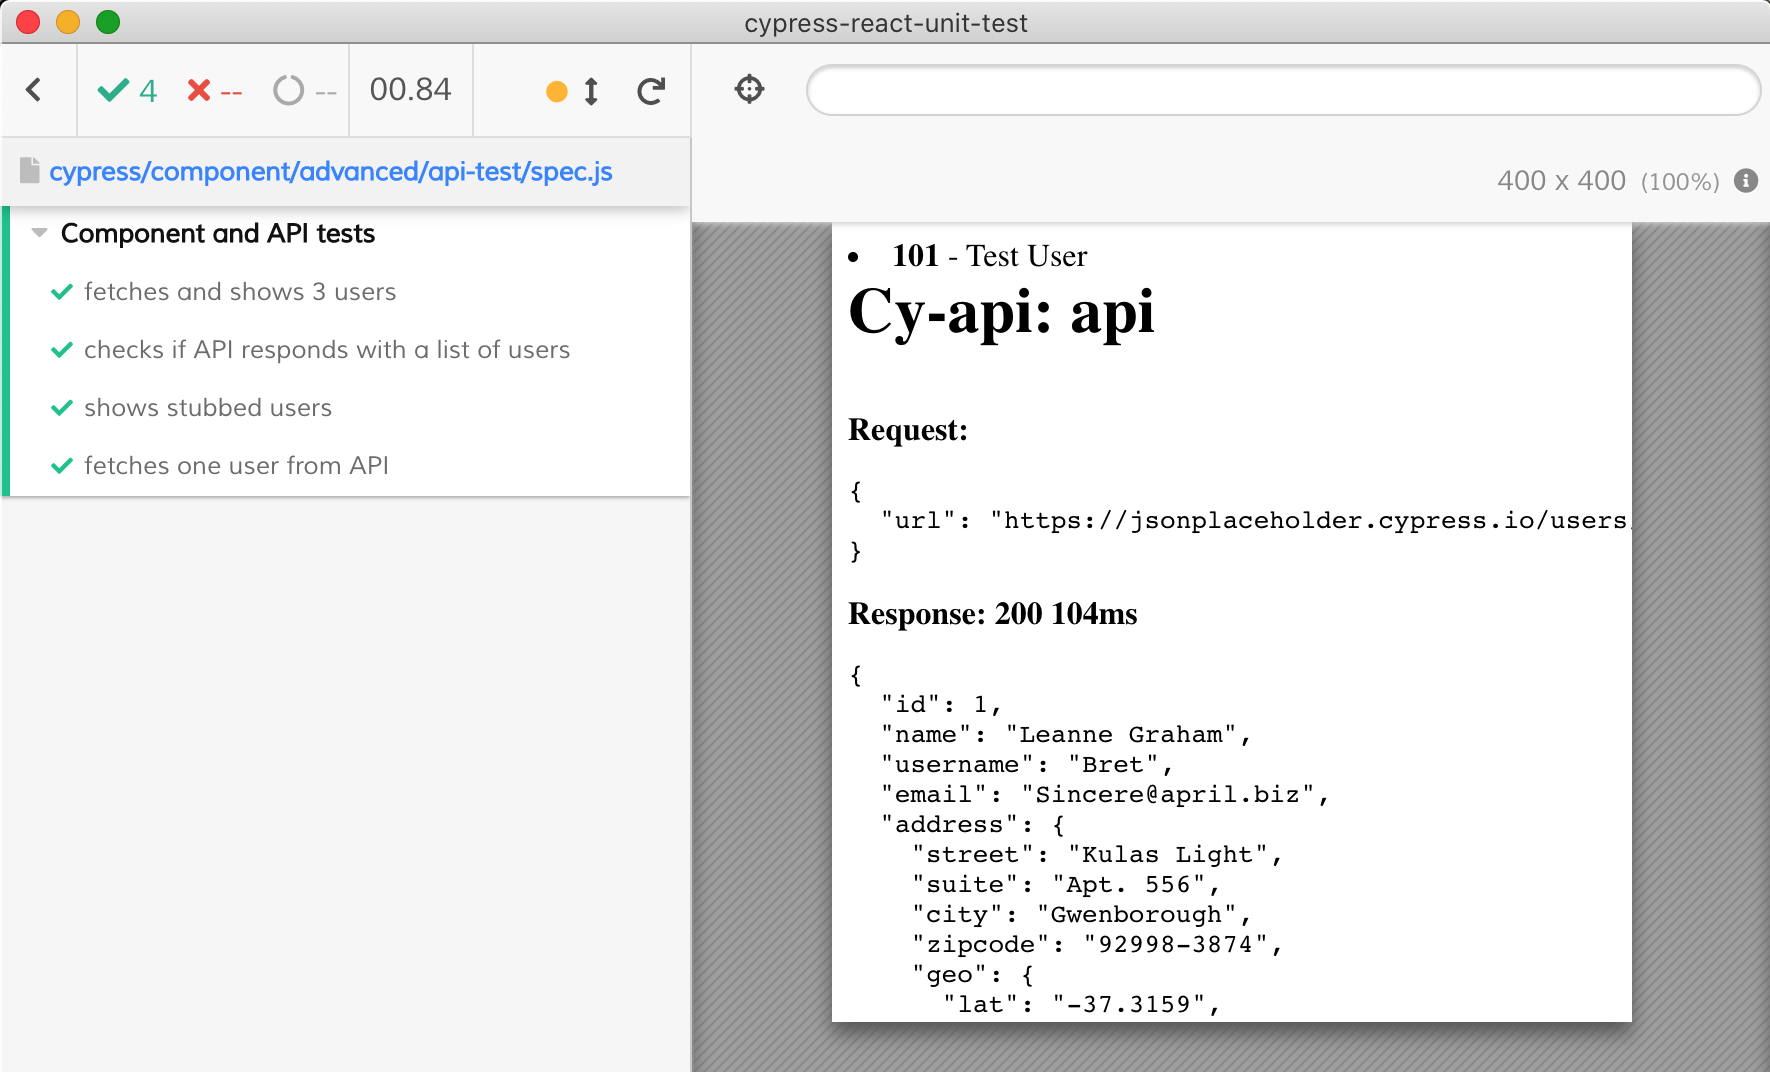 cypress-react-unit-test
4 -- -- 00.84
cypress/component/advanced/api-test/spec.js
400 x 400 (100%)
Component and API tests
fetches and shows 3 users
checks if API responds with a list of users
shows stubbed users
fetches one user from API
• 101 - Test User
Cy-api: api
Request:
{
"url": "https://jsonplaceholder.cypress.io/users
}
Response: 200 104ms
{
"id": 1,
"name": "Leanne Graham",
"username": "Bret",
"email": "Sincere@april.biz",
"address": {
"street": "Kulas Light",
"suite": "Apt. 556",
"city": "Gwenborough",
"zipcode": "92998-3874",
"geo": {
"lat": "-37.3159",